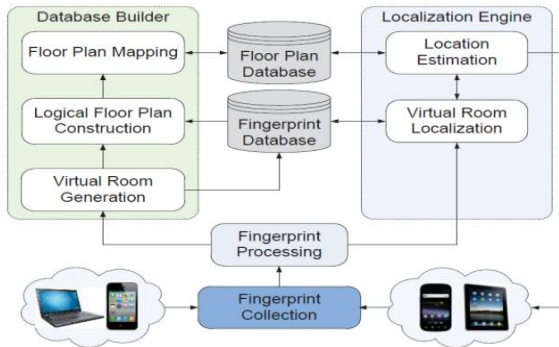 Database Builder
Floor Plan Mapping
Logical Floor Plan
Construction
Virtual Room
Generation
Floor Plan
Database
Fingerprint
Database
Localization Engine
Location
Estimation
Virtual Room
Localization
Fingerprint
Processing
Fingerprint
Collection